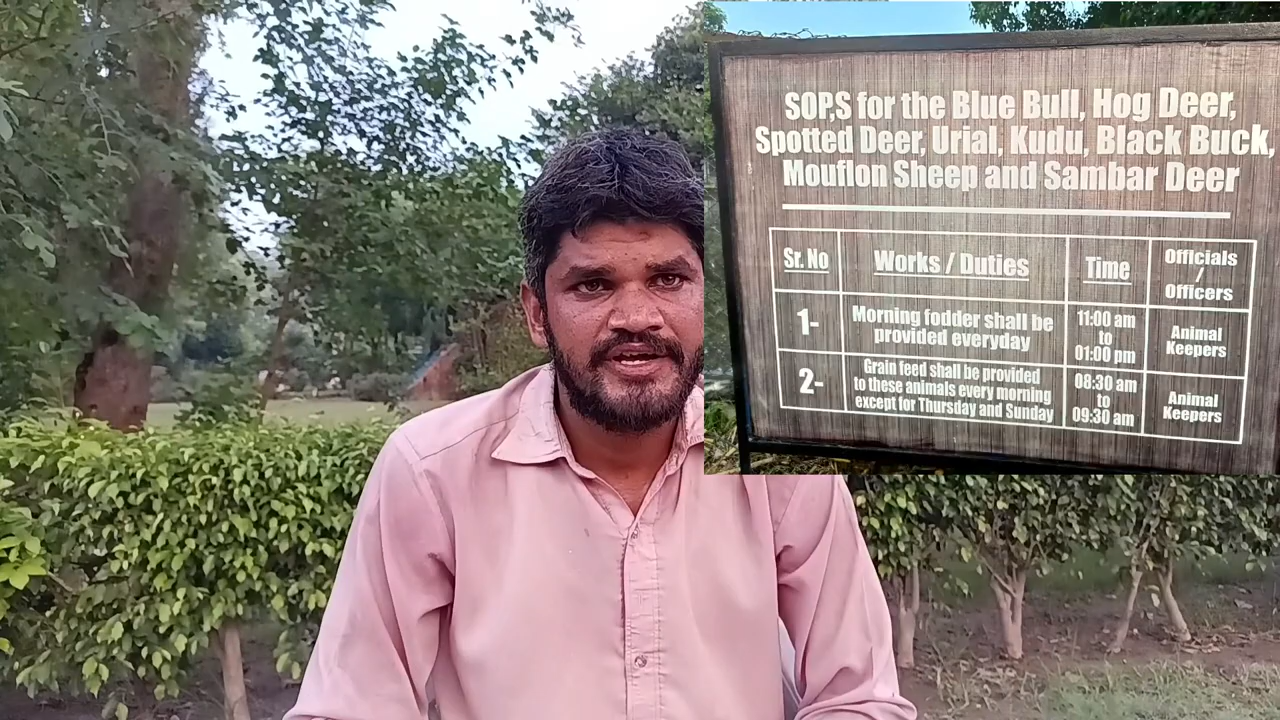 SOP,S for the Blue Bull, Hog Deer,
Spotted Deer, Urial, Kudu, Black Buck,
Mouflon Sheep and Sambar Deer
Sr. No
Works / Duties
Time
Officials
/
Officers
1-
Morning fodder shall be
provided everyday
11:00 am
to
01:00 pm
Animal
Keepers
2-
Grain feed shall be provided
to these animals every morning
except for Thursday and Sunday
08:30 am
to
09:30 am
Animal
Keepers